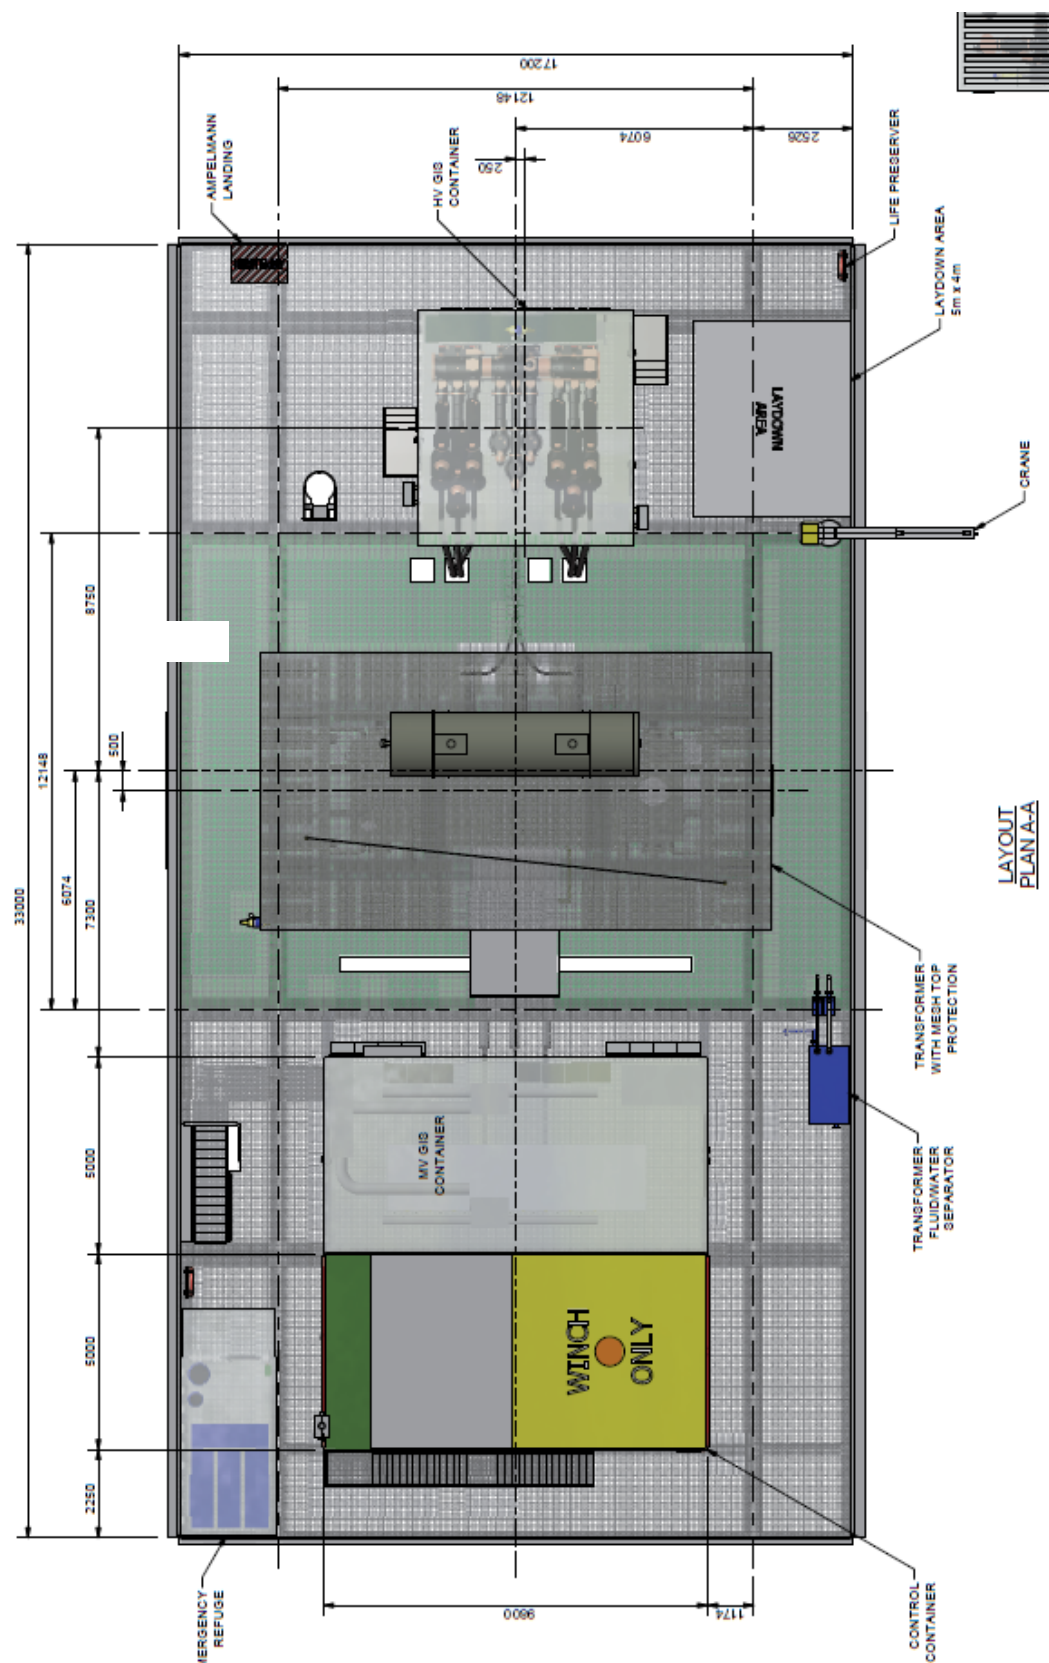 17200
12148
6074
2526
250
AMPELMANN
LANDING
HV GIS
CONTAINER
LIFE PRESERVER
LAYDOWN AREA
5m x 4m
LAYDOWN
AREA
CRANE
33000
12148
6074
8750
500
7300
5000
5000
2250
LAYOUT
PLAN A-A
TRANSFORMER
WITH MESH TOP
PROTECTION
TRANSFORMER
FLUID/WATER
SEPARATOR
MV GIS
CONTAINER
WINCH
ONLY
MERGENCY
REFUGE
CONTROL
CONTAINER
9800
1174